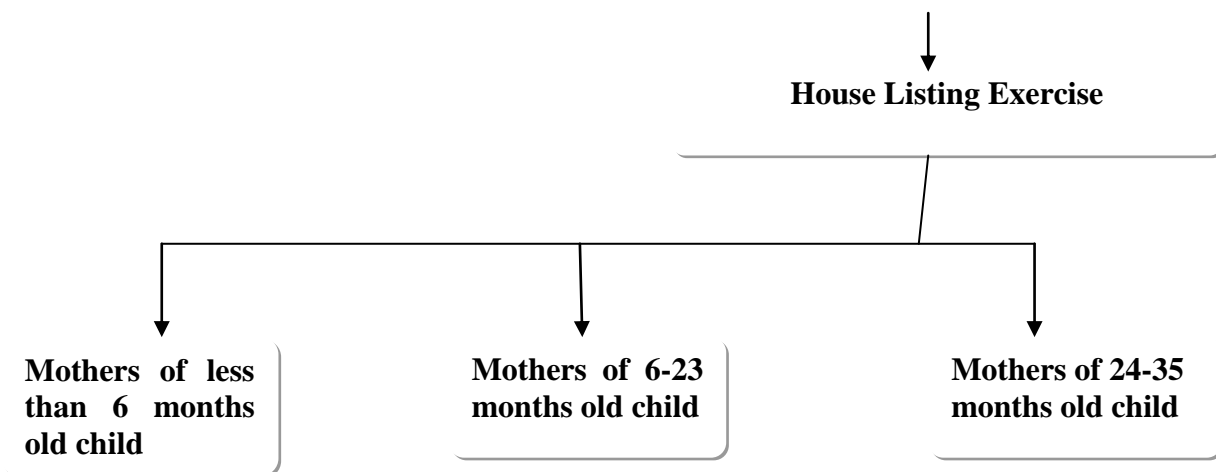 House Listing Exercise
Mothers of less
than 6 months
old child
Mothers of 6-23
months old child
Mothers of 24-35
months old child